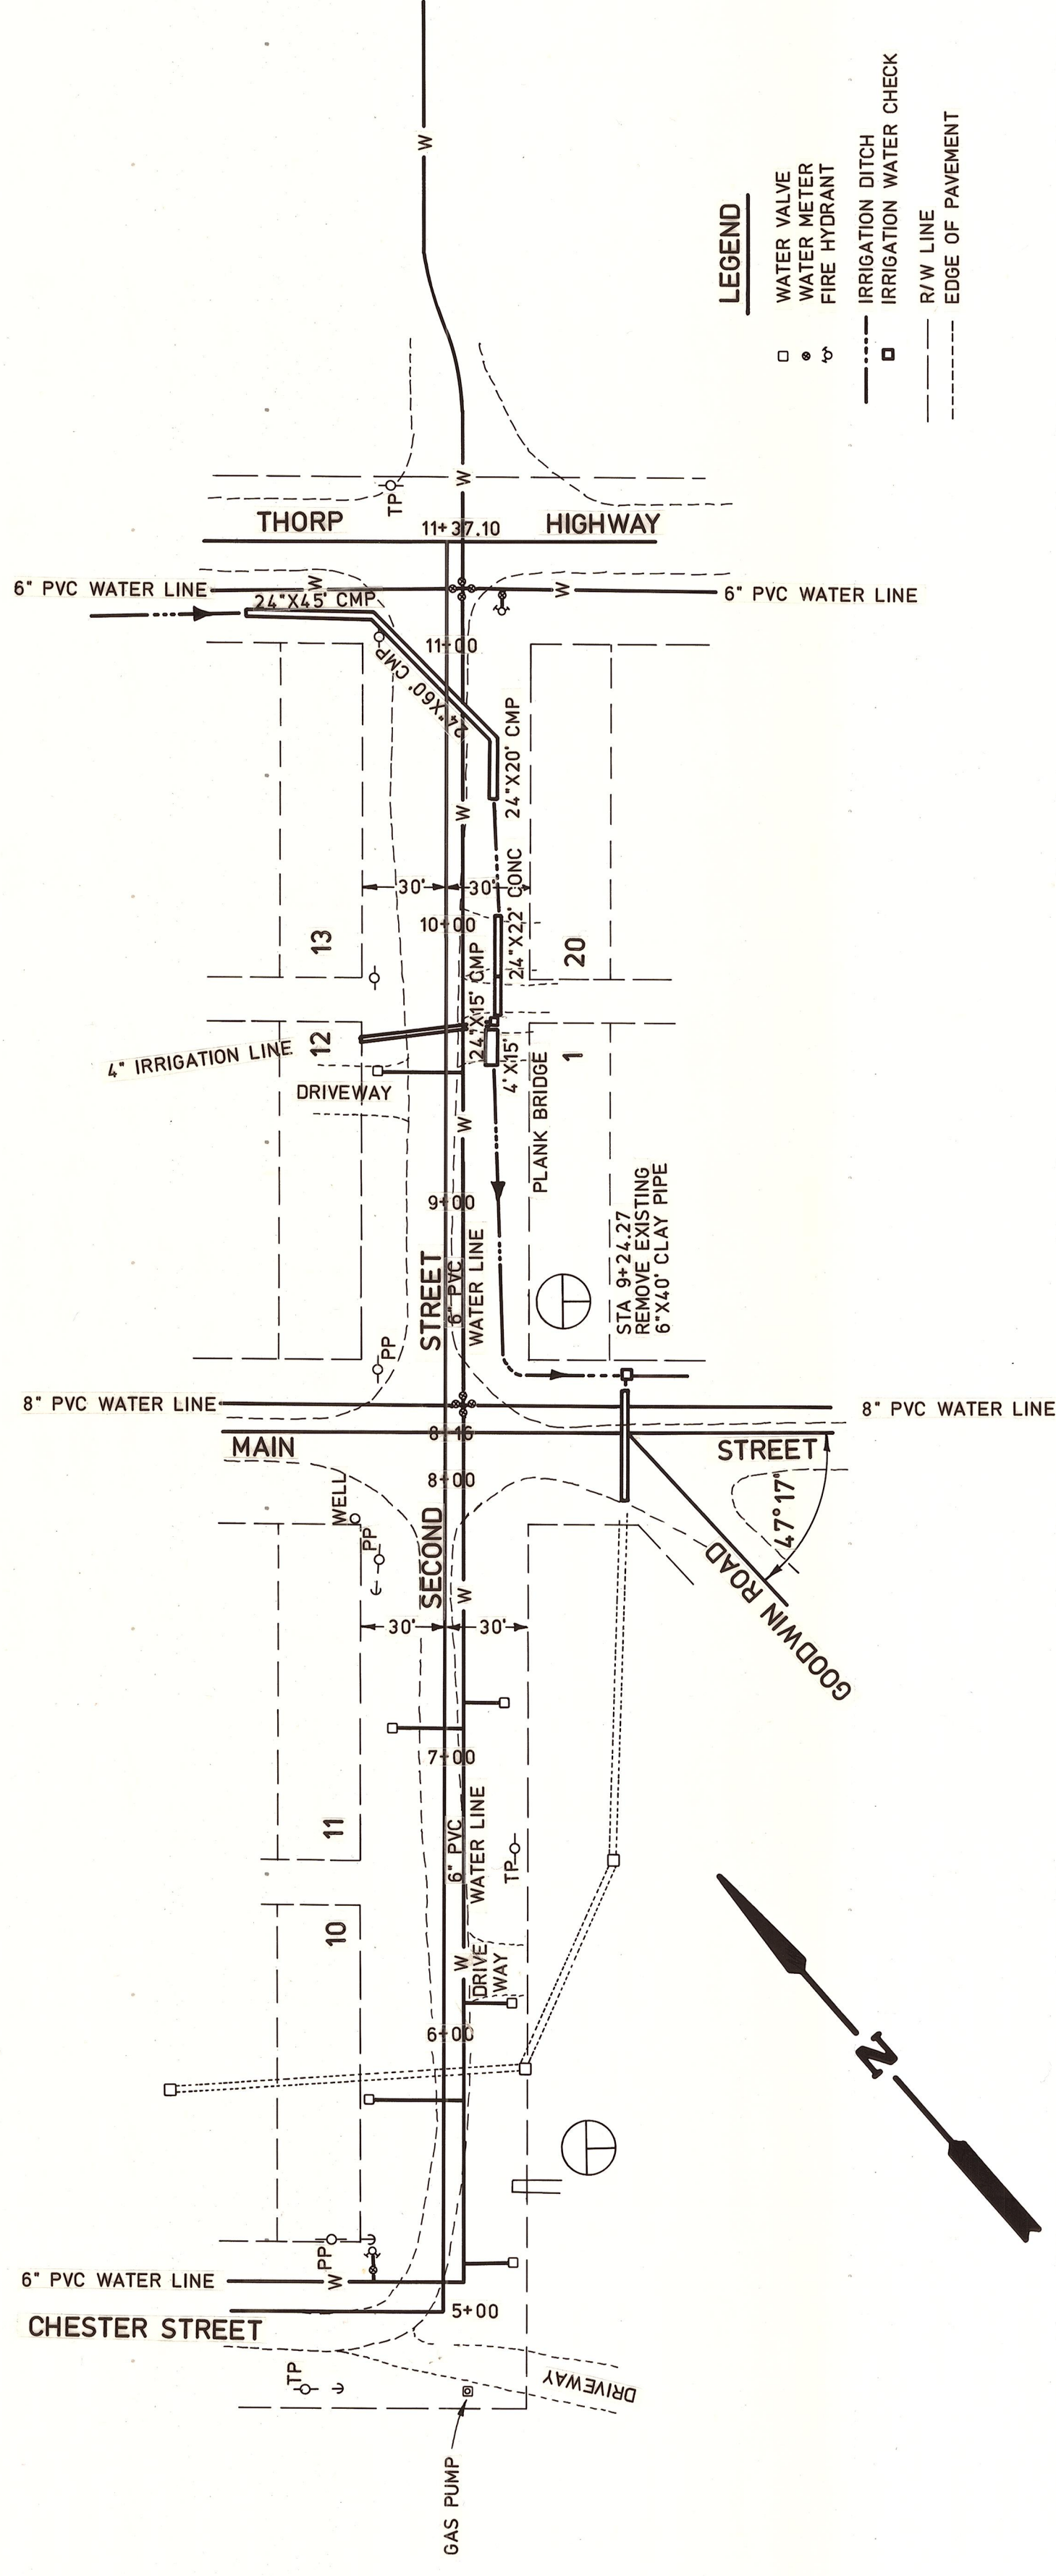 W
LEGEND
WATER VALVE
WATER METER
FIRE HYDRANT
IRRIGATION DITCH
IRRIGATION WATER CHECK
R/W LINE
EDGE OF PAVEMENT
W
TP
THORP HIGHWAY
11+37.10
6" PVC WATER LINE
W
W
6" PVC WATER LINE
24"X45' CMP
11+00
24"X60' CMP
24"X20' CMP
W
30'
30'
24"X22' CONC
10+00
13
20
24"X15' CMP
12
4" IRRIGATION LINE
1
4'X15'
PLANK BRIDGE
DRIVEWAY
W
9+00
STREET
6" PVC
WATER LINE
STA 9+24.27
REMOVE EXISTING
6"X40' CLAY PIPE
PP
8" PVC WATER LINE
8" PVC WATER LINE
8+16
MAIN STREET
8+00
47°17'
WELL
PP
SECOND
W
GOODWIN ROAD
30'
30'
7+00
11
6" PVC
WATER LINE
TP
10
W
DRIVE
WAY
6+00
N
PP
6" PVC WATER LINE
W
5+00
CHESTER STREET
TP
DRIVEWAY
GAS PUMP